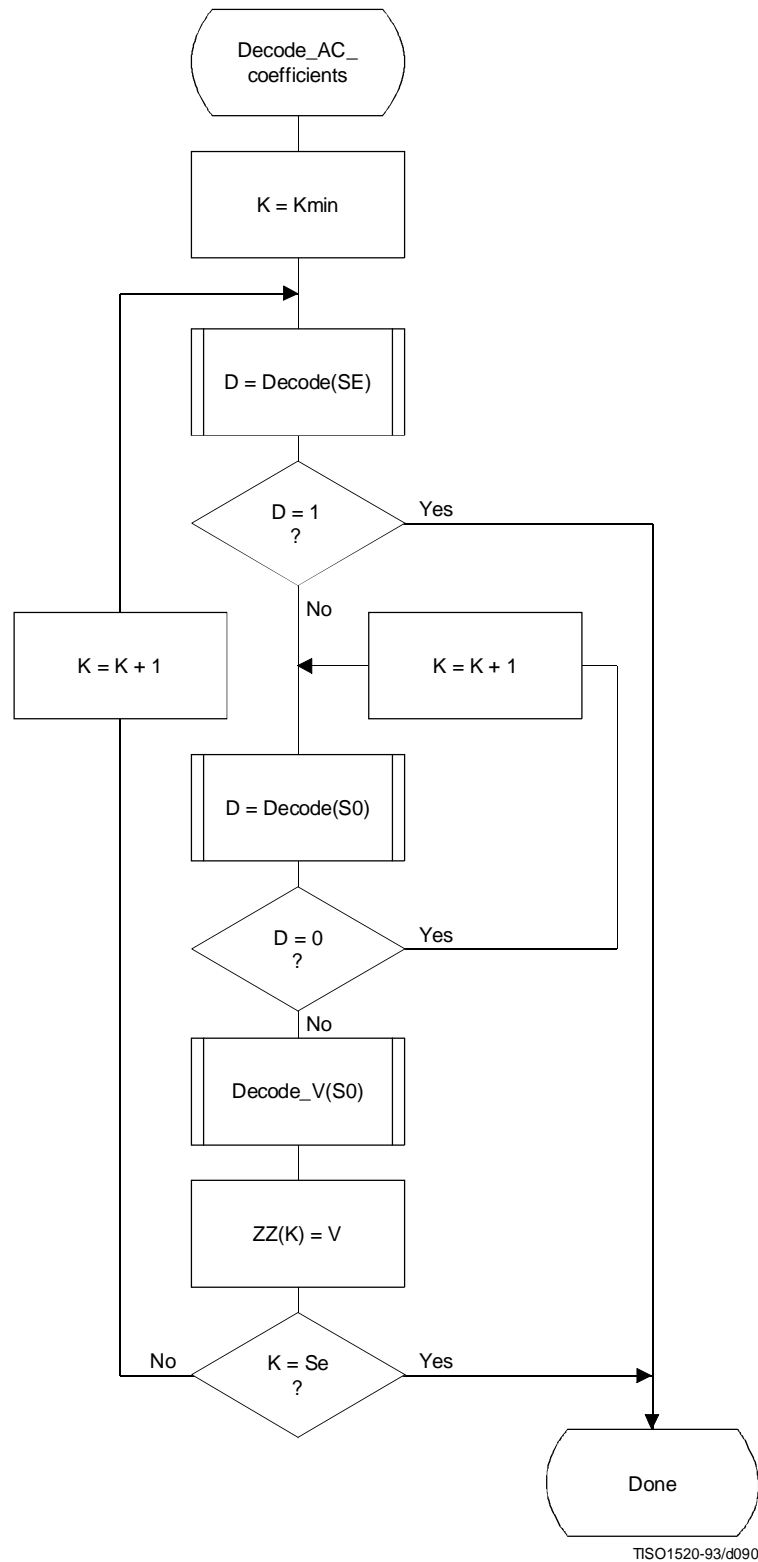 Decode_AC_
coefficients
K = Kmin
D = Decode(SE)
D = 1
?
Yes
No
K = K + 1
K = K + 1
D = Decode(S0)
D = 0
?
Yes
No
Decode_V(S0)
ZZ(K) = V
No
K = Se
?
Yes
Done
TISO1520-93/d090